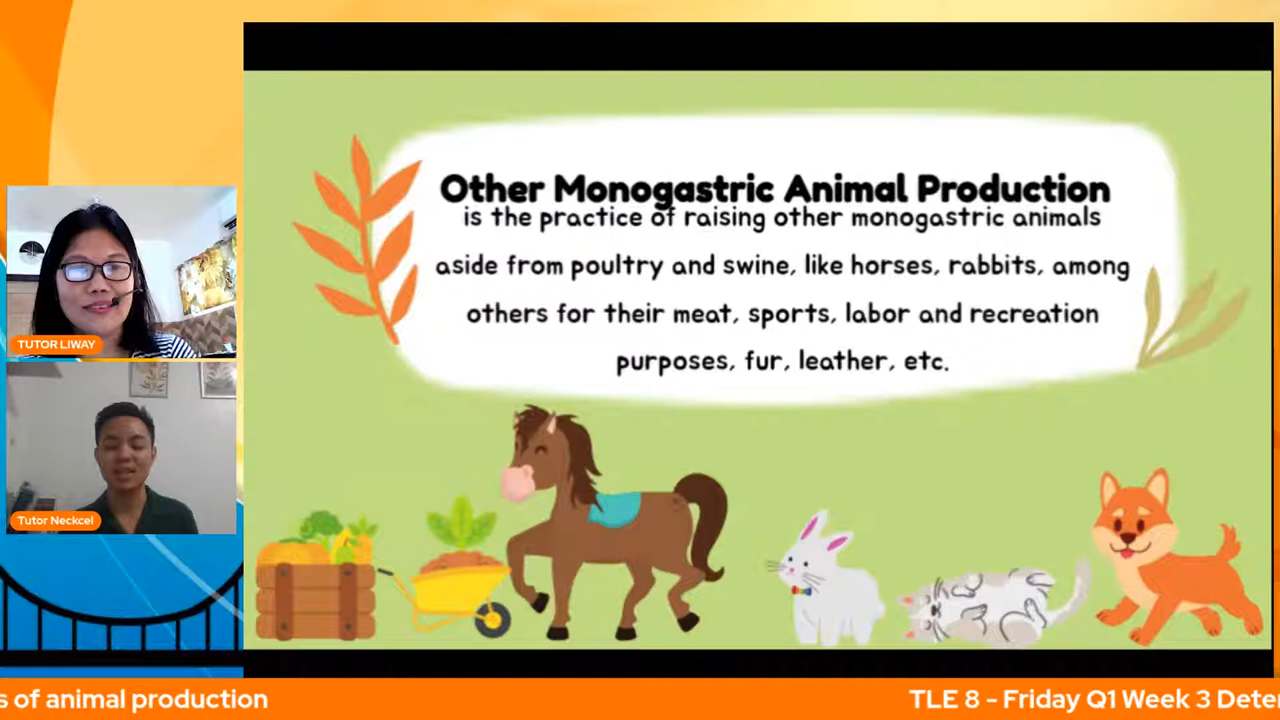 Other Monogastric Animal Production
is the practice of raising other monogastric animals
aside from poultry and swine, like horses, rabbits, among
others for their meat, sports, labor and recreation
purposes, fur, leather, etc.
TUTOR LIWAY
Tutor Neckcel
s of animal production
TLE 8 - Friday Q1 Week 3 Deter